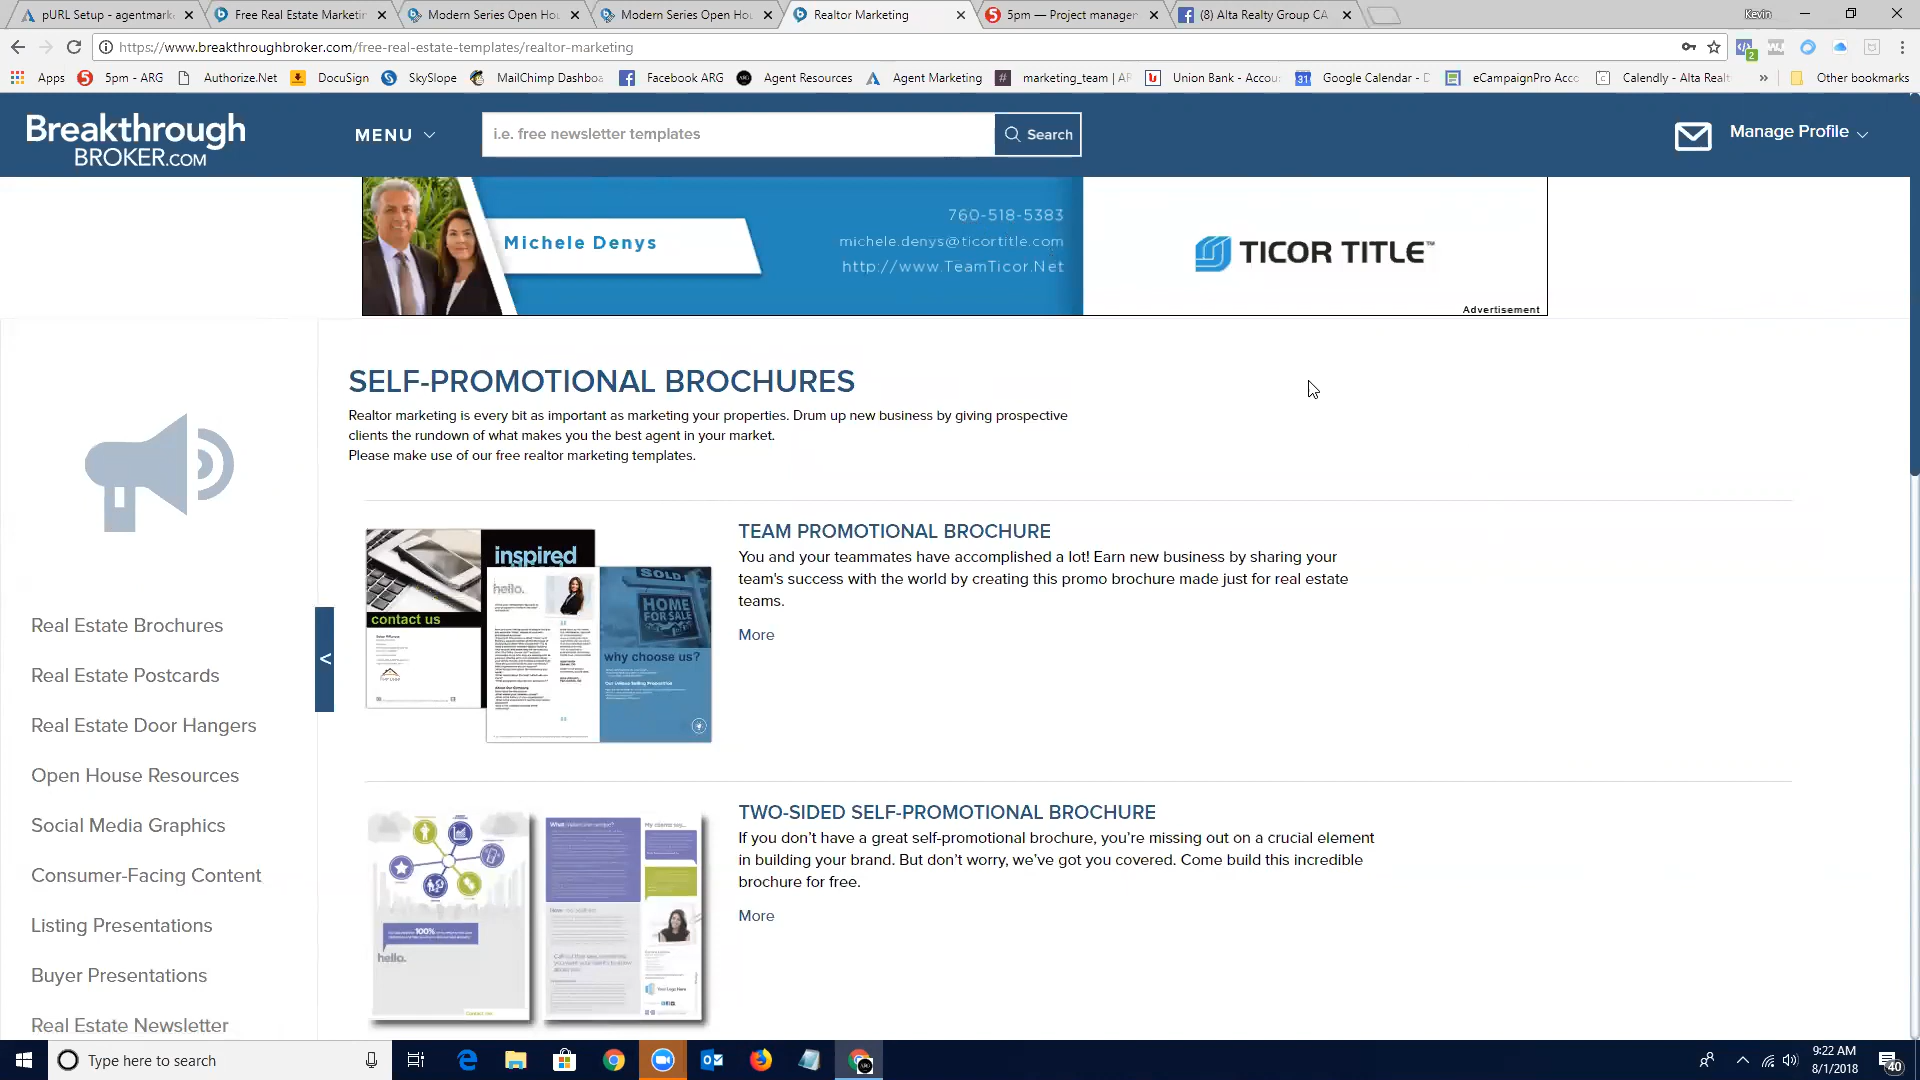 pURL Setup - agentmarke
Free Real Estate Marketin
Modern Series Open Hou
Modern Series Open Hou
Realtor Marketing
5pm — Project managem
(8) Alta Realty Group CA
Kevin
https://www.breakthroughbroker.com/free-real-estate-templates/realtor-marketing
Apps
5pm - ARG
Authorize.Net
DocuSign
SkySlope
MailChimp Dashboa
Facebook ARG
Agent Resources
Agent Marketing
marketing_team | AR
Union Bank - Accou
Google Calendar - D
eCampaignPro Acco
Calendly - Alta Realt
Other bookmarks
Breakthrough
BROKER.COM
MENU
i.e. free newsletter templates
Search
Manage Profile
Michele Denys
760-518-5383
michele.denys@ticortitle.com
http://www.TeamTicor.Net
TICOR TITLE™
Advertisement
SELF-PROMOTIONAL BROCHURES
Realtor marketing is every bit as important as marketing your properties. Drum up new business by giving prospective
clients the rundown of what makes you the best agent in your market.
Please make use of our free realtor marketing templates.
Real Estate Brochures
Real Estate Postcards
Real Estate Door Hangers
Open House Resources
Social Media Graphics
Consumer-Facing Content
Listing Presentations
Buyer Presentations
Real Estate Newsletter
<
inspired
contact us
hello.
SOLD
HOME
FOR SALE
why choose us?
TEAM PROMOTIONAL BROCHURE
You and your teammates have accomplished a lot! Earn new business by sharing your
team's success with the world by creating this promo brochure made just for real estate
teams.
More
hello.
TWO-SIDED SELF-PROMOTIONAL BROCHURE
If you don't have a great self-promotional brochure, you're missing out on a crucial element
in building your brand. But don't worry, we've got you covered. Come build this incredible
brochure for free.
More
Type here to search
9:22 AM
8/1/2018
40